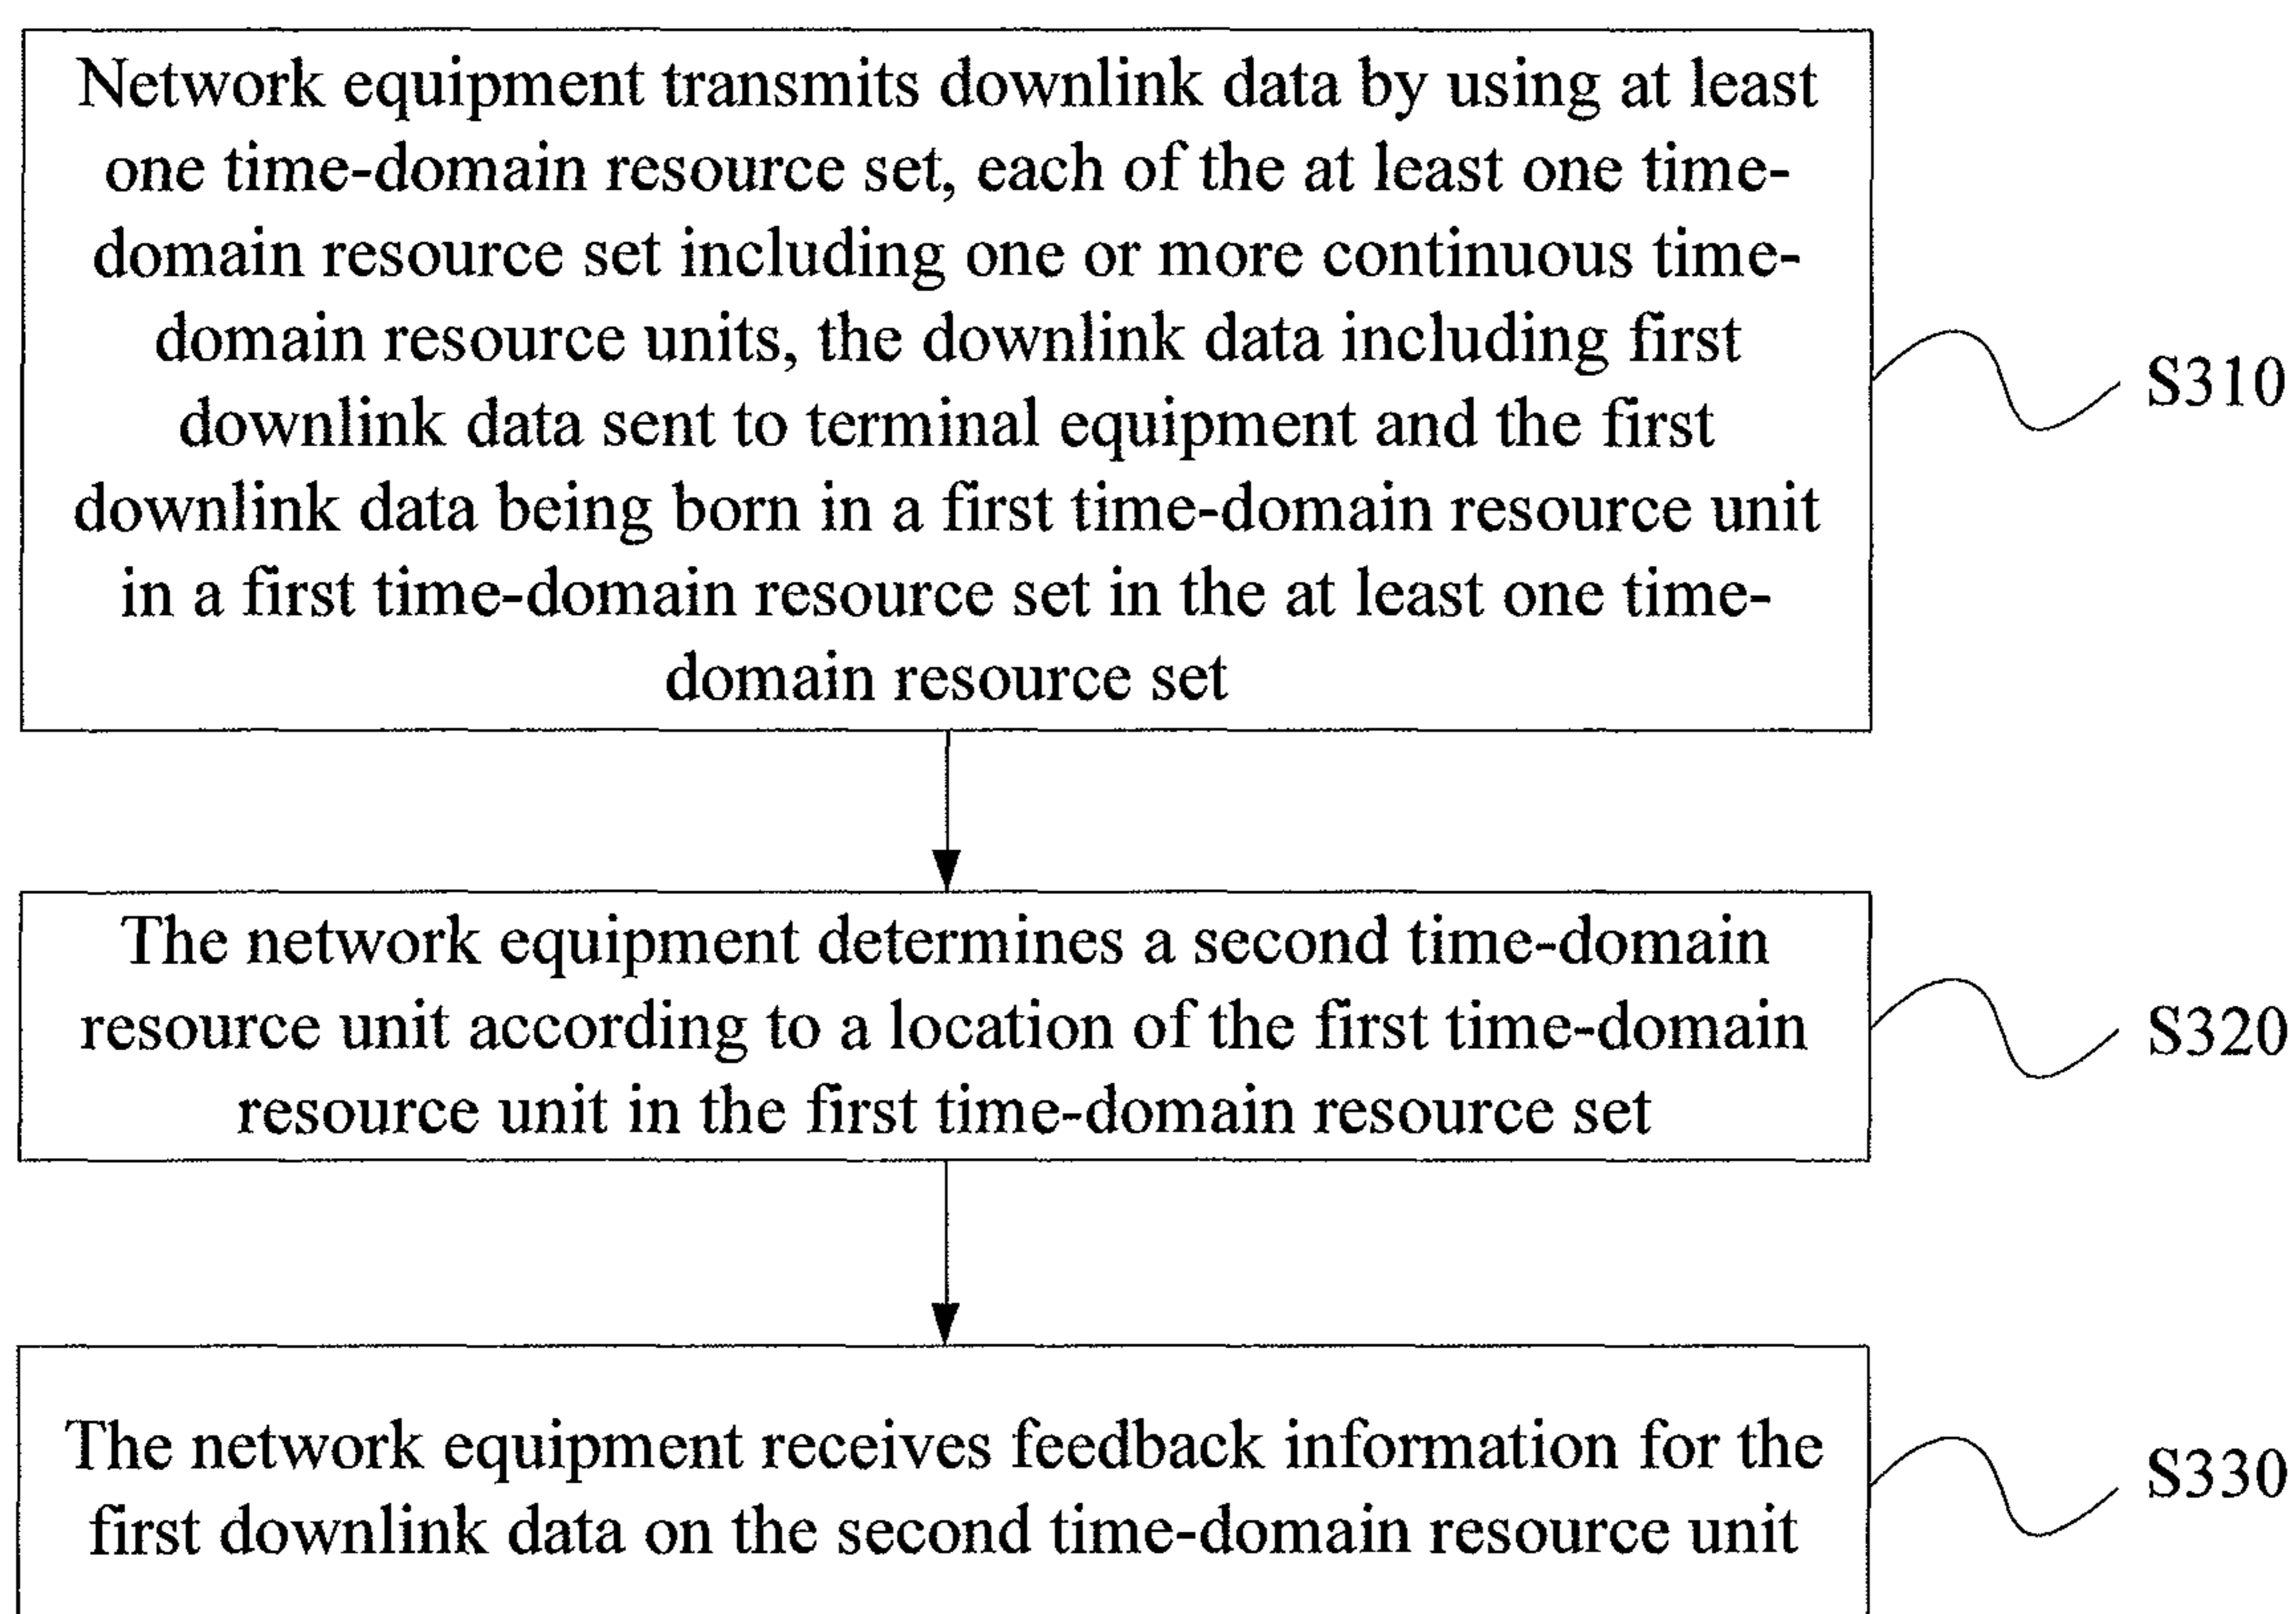 Network equipment transmits downlink data by using at least
one time-domain resource set, each of the at least one time-
domain resource set including one or more continuous time-
domain resource units, the downlink data including first
downlink data sent to terminal equipment and the first
downlink data being born in a first time-domain resource unit
in a first time-domain resource set in the at least one time-
domain resource set
S310
The network equipment determines a second time-domain
resource unit according to a location of the first time-domain
resource unit in the first time-domain resource set
S320
The network equipment receives feedback information for the
first downlink data on the second time-domain resource unit
S330